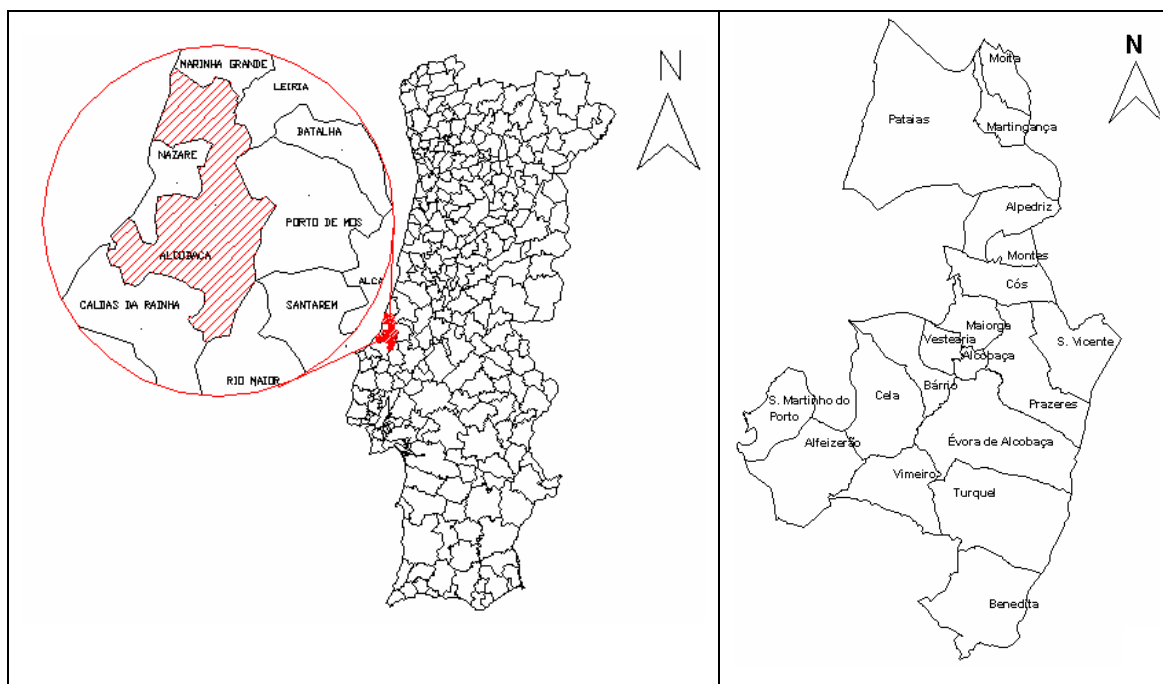 N
MARINHA GRANDE
LEIRIA
BATALHA
NAZARE
PORTO DE MOS
ALCOBACA
ALCA
CALDAS DA RAINHA
SANTAREM
RIO MAIOR
N
Moita
Pataias
Martingança
Alpedriz
Montes
Cós
Maiorga
Vestearia
S. Vicente
Alcobaça
Bárrio
Cela
Prazeres
S. Martinho do
Porto
Alfeizerão
Évora de Alcobaça
Vimeiro
Turquel
Benedita